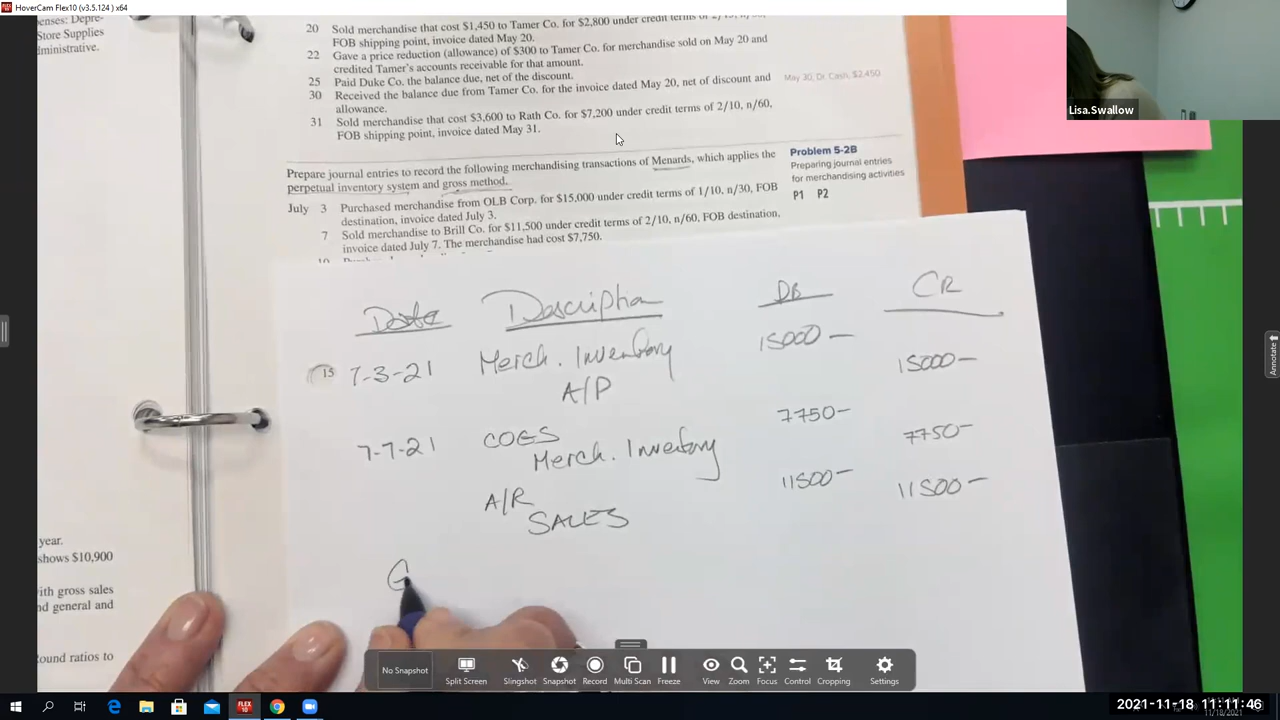 HoverCam Flex10 (v3.5.124) x64
enses: Depre-
Store Supplies
lministrative.
20 Sold merchandise that cost $1,450 to Tamer Co. for $2,800 under credit terms of 2/15, n/60,
FOB shipping point, invoice dated May 20.
22 Gave a price reduction (allowance) of $300 to Tamer Co. for merchandise sold on May 20 and
credited Tamer's accounts receivable for that amount.
25 Paid Duke Co. the balance due, net of the discount.
30 Received the balance due from Tamer Co. for the invoice dated May 20, net of discount and
allowance.
May 30, Dr. Cash, $2,450
31 Sold merchandise that cost $3,600 to Rath Co. for $7,200 under credit terms of 2/10, n/60,
FOB shipping point, invoice dated May 31.
Prepare journal entries to record the following merchandising transactions of Menards, which applies the
perpetual inventory system and gross method.
Problem 5-2B
Preparing journal entries
for merchandising activities
P1 P2
July 3 Purchased merchandise from OLB Corp. for $15,000 under credit terms of 1/10, n/30, FOB
destination, invoice dated July 3.
7 Sold merchandise to Brill Co. for $11,500 under credit terms of 2/10, n/60, FOB destination,
invoice dated July 7. The merchandise had cost $7,750.
Date Description DB CR
15 7-3-21 Merch. Inventory 15000-
A/P 15000-
7-7-21 COGS 7750-
Merch. Inventory 7750-
A/R 11500-
SALES 11500-
G
year.
shows $10,900
ith gross sales
nd general and
ound ratios to
Lisa.Swallow
Annotate
No Snapshot Split Screen Slingshot Snapshot Record Multi Scan Freeze View Zoom Focus Control Cropping Settings
FLEX 10
2021-11-18 11:11:46
11/18/2021